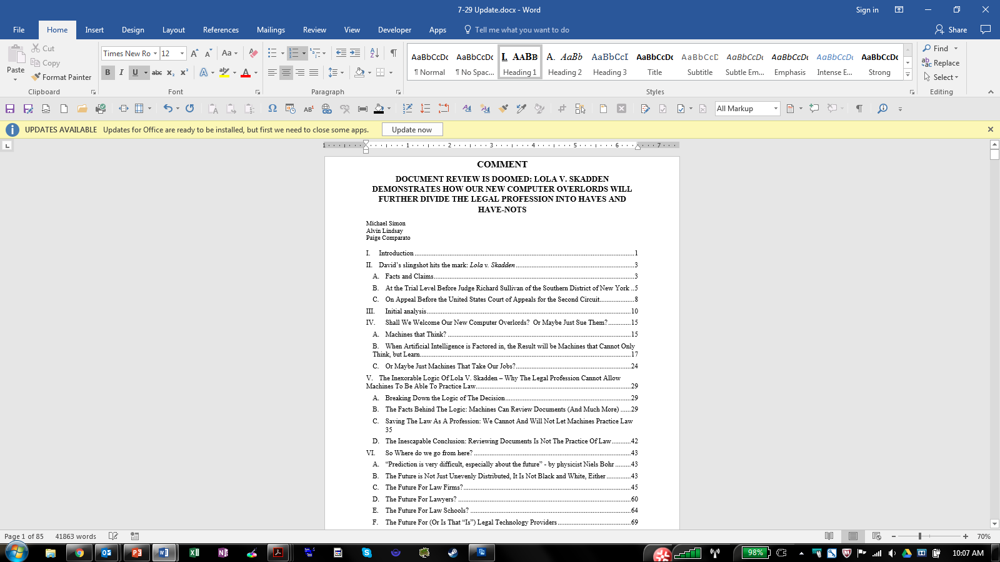 7-29 Update.docx - Word
Sign in
File Home Insert Design Layout References Mailings Review View Developer Apps Tell me what you want to do Share
Paste
Cut
Copy
Format Painter
Times New Ro 12
B I U abc x₂ x²
Aa
AaBbCcDc AaBbCcDc I. AABB A. AaBb AaBbCcI AaBbCcDc AaBbCcD AaBbCcDc AaBbCcDc AaBbCcDc AaBbCcDc
¶ Normal ¶ No Spac... Heading 1 Heading 2 Heading 3 Title Subtitle Subtle Em... Emphasis Intense E... Strong
Find
Replace
Select
Clipboard Font Paragraph Styles Editing
All Markup
UPDATES AVAILABLE Updates for Office are ready to be installed, but first we need to close some apps. Update now
1 1 2 3 4 5 6 7
COMMENT
DOCUMENT REVIEW IS DOOMED: LOLA V. SKADDEN
DEMONSTRATES HOW OUR NEW COMPUTER OVERLORDS WILL
FURTHER DIVIDE THE LEGAL PROFESSION INTO HAVES AND
HAVE-NOTS
Michael Simon
Alvin Lindsay
Paige Comparato
I. Introduction 1
II. David’s slingshot hits the mark: Lola v. Skadden 3
A. Facts and Claims 3
B. At the Trial Level Before Judge Richard Sullivan of the Southern District of New York ..5
C. On Appeal Before the United States Court of Appeals for the Second Circuit 8
III. Initial analysis 10
IV. Shall We Welcome Our New Computer Overlords? Or Maybe Just Sue Them? 15
A. Machines that Think? 15
B. When Artificial Intelligence is Factored in, the Result will be Machines that Cannot Only
Think, but Learn 17
C. Or Maybe Just Machines That Take Our Jobs? 24
V. The Inexorable Logic Of Lola V. Skadden – Why The Legal Profession Cannot Allow
Machines To Be Able To Practice Law 29
A. Breaking Down the Logic of The Decision 29
B. The Facts Behind The Logic: Machines Can Review Documents (And Much More) 29
C. Saving The Law As A Profession: We Cannot And Will Not Let Machines Practice Law
35
D. The Inescapable Conclusion: Reviewing Documents Is Not The Practice Of Law 42
VI. So Where do we go from here? 43
A. “Prediction is very difficult, especially about the future” - by physicist Niels Bohr 43
B. The Future is Not Just Unevenly Distributed, It Is Not Black and White, Either 43
C. The Future For Law Firms? 45
D. The Future For Lawyers? 60
E. The Future For Law Schools? 64
F. The Future For (Or Is That “Is”) Legal Technology Providers 69
Page 1 of 85 41863 words
70%
98%
10:07 AM